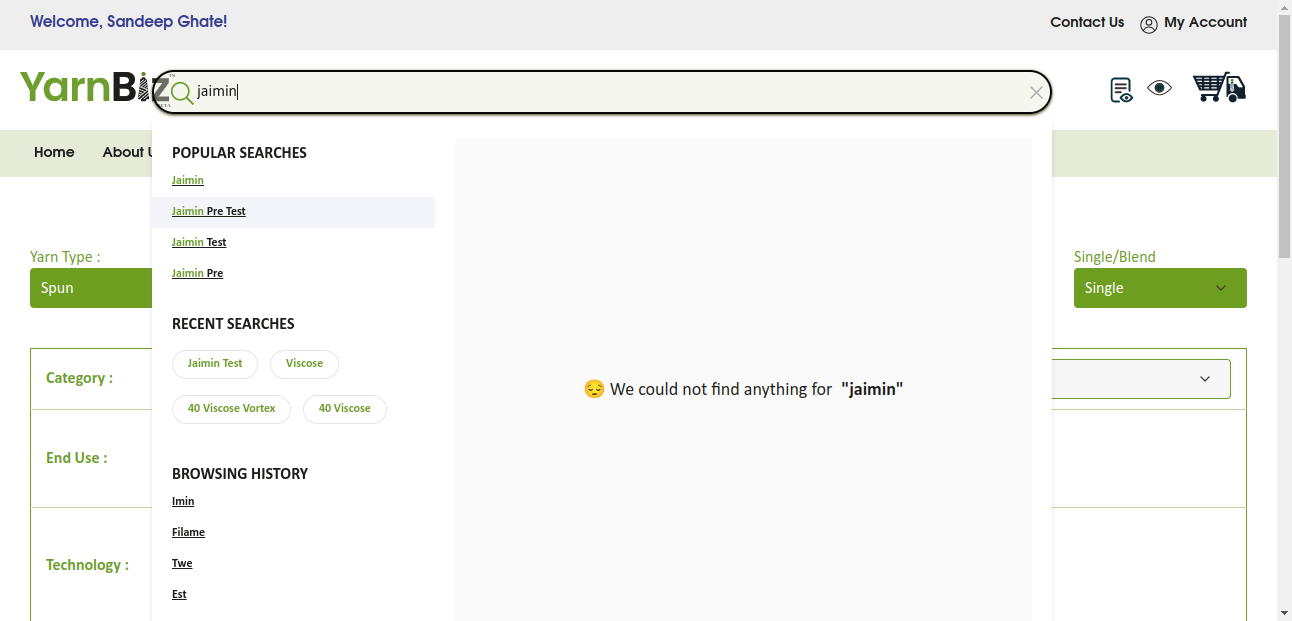 Welcome, Sandeep Ghate!
Contact Us
My Account
YarnBiz
TM
jaimin
Home
About U
POPULAR SEARCHES
Jaimin
Jaimin Pre Test
Jaimin Test
Jaimin Pre
Yarn Type :
Spun
Single/Blend
Single
RECENT SEARCHES
Jaimin Test
Viscose
40 Viscose Vortex
40 Viscose
Category :
End Use :
Technology :
😔 We could not find anything for "jaimin"
BROWSING HISTORY
Imin
Filame
Twe
Est